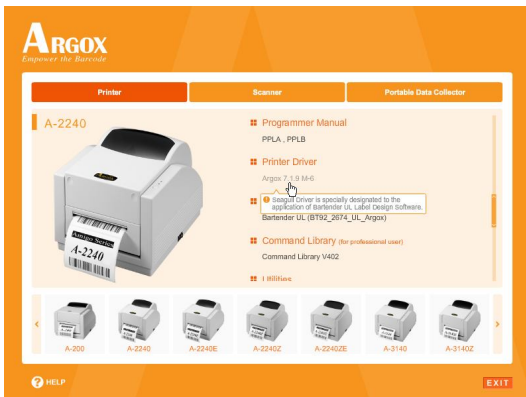 ARGOX
Empower the Barcode
Printer
Scanner
Portable Data Collector
A-2240
Programmer Manual
PPLA , PPLB
Printer Driver
Argox 7.1.9 M-6
Seagull Driver is specially designated to the
application of Bartender UL Label Design Software.
Bartender UL (BT92_2674_UL_Argox)
Command Library (for professional user)
Command Library V402
Utilities
Amigo Series
A-2240
A-200
A-2240
A-2240E
A-2240Z
A-2240ZE
A-3140
A-3140Z
HELP
EXIT